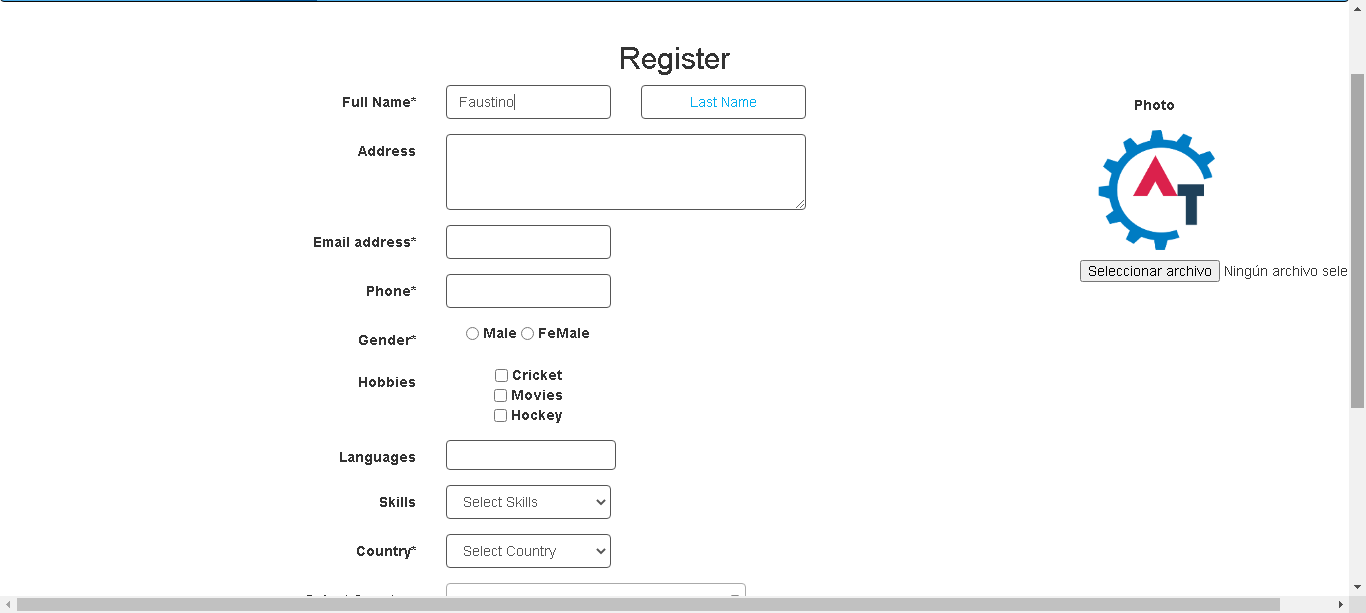 Register
Full Name* Faustino Last Name
Photo
Address
AT
Email address*
Seleccionar archivo Ningún archivo sele
Phone*
Gender* Male FeMale
Hobbies Cricket
Movies
Hockey
Languages
Skills Select Skills
Country* Select Country